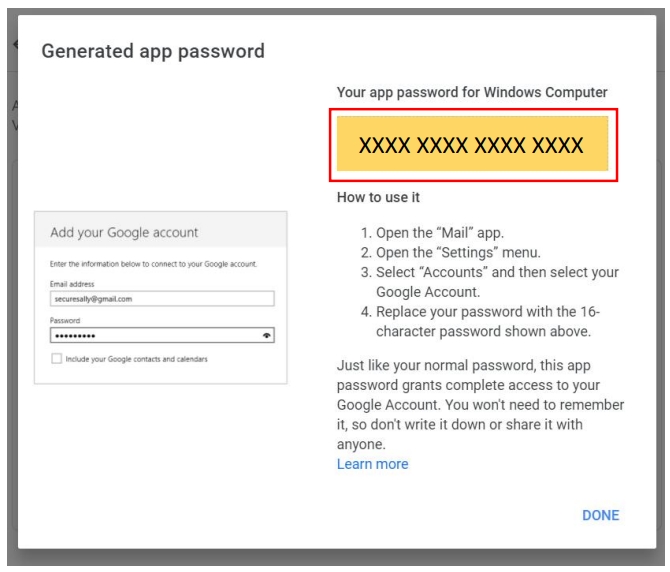 Generated app password
Your app password for Windows Computer
XXXX XXXX XXXX XXXX
How to use it
1. Open the “Mail” app.
2. Open the “Settings” menu.
3. Select “Accounts” and then select your
Google Account.
4. Replace your password with the 16-
character password shown above.
Just like your normal password, this app
password grants complete access to your
Google Account. You won't need to remember
it, so don't write it down or share it with
anyone.
Learn more
Add your Google account
Enter the information below to connect to your Google account.
Email address
securesally@gmail.com
Password
•••••••••
Include your Google contacts and calendars
DONE